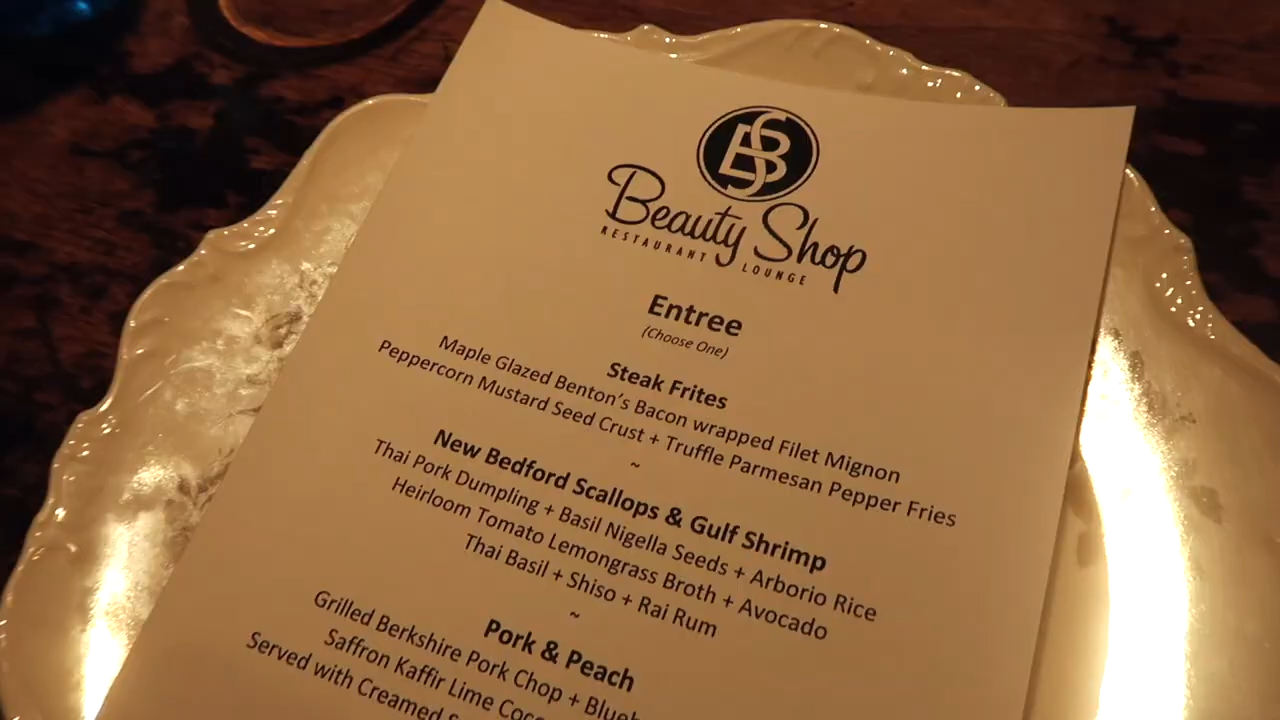 BS
Beauty Shop
RESTAURANT LOUNGE
Entree
(Choose One)
Steak Frites
Maple Glazed Benton's Bacon wrapped Filet Mignon
Peppercorn Mustard Seed Crust + Truffle Parmesan Pepper Fries
~
New Bedford Scallops & Gulf Shrimp
Thai Pork Dumpling + Basil Nigella Seeds + Arborio Rice
Heirloom Tomato Lemongrass Broth + Avocado
Thai Basil + Shiso + Rai Rum
~
Pork & Peach
Grilled Berkshire Pork Chop +
Saffron Kaffir Lime
Served with Creamed